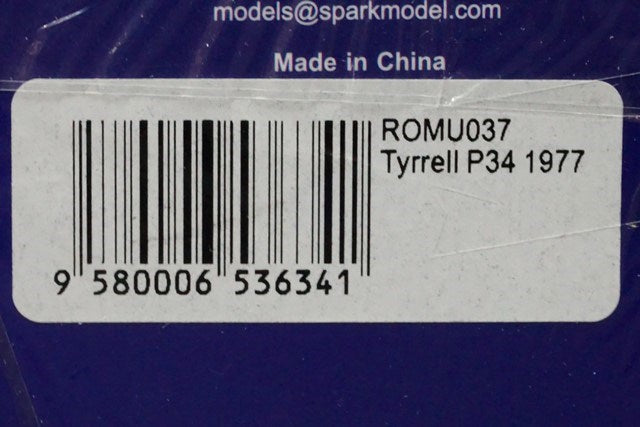 models@sparkmodel.com
Made in China
ROMU037
Tyrrell P34 1977
9 580006 536341